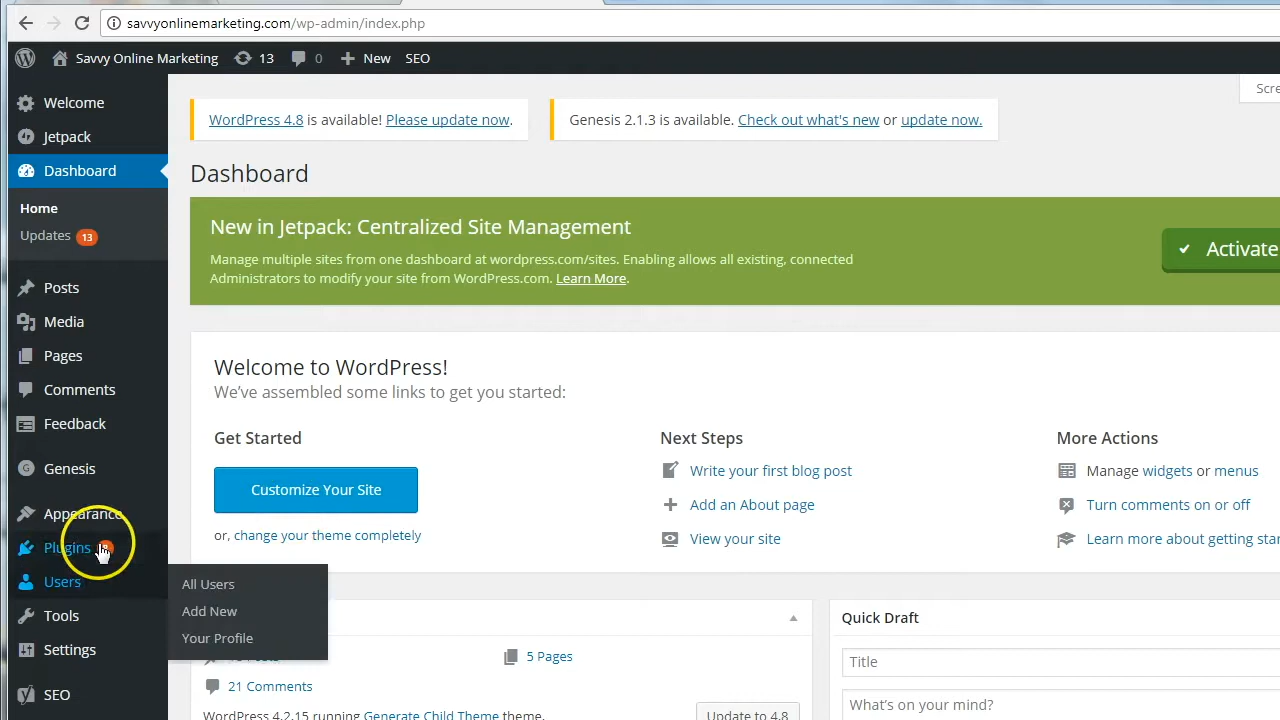 savvyonlinemarketing.com/wp-admin/index.php
Savvy Online Marketing 13 0 New SEO
Scre
Welcome
Jetpack
Dashboard
Home
Updates 13
Posts
Media
Pages
Comments
Feedback
Genesis
Appearance
Plugins
Users
Tools
Settings
SEO
All Users
Add New
Your Profile
WordPress 4.8 is available! Please update now.
Genesis 2.1.3 is available. Check out what's new or update now.
Dashboard
New in Jetpack: Centralized Site Management
Manage multiple sites from one dashboard at wordpress.com/sites. Enabling allows all existing, connected
Administrators to modify your site from WordPress.com. Learn More.
Activate
Welcome to WordPress!
We've assembled some links to get you started:
Get Started
Customize Your Site
or, change your theme completely
Next Steps
Write your first blog post
Add an About page
View your site
More Actions
Manage widgets or menus
Turn comments on or off
Learn more about getting star
5 Pages
21 Comments
WordPress 4.2.15 running Generate Child Theme theme.
Update to 4.8
Quick Draft
Title
What's on your mind?